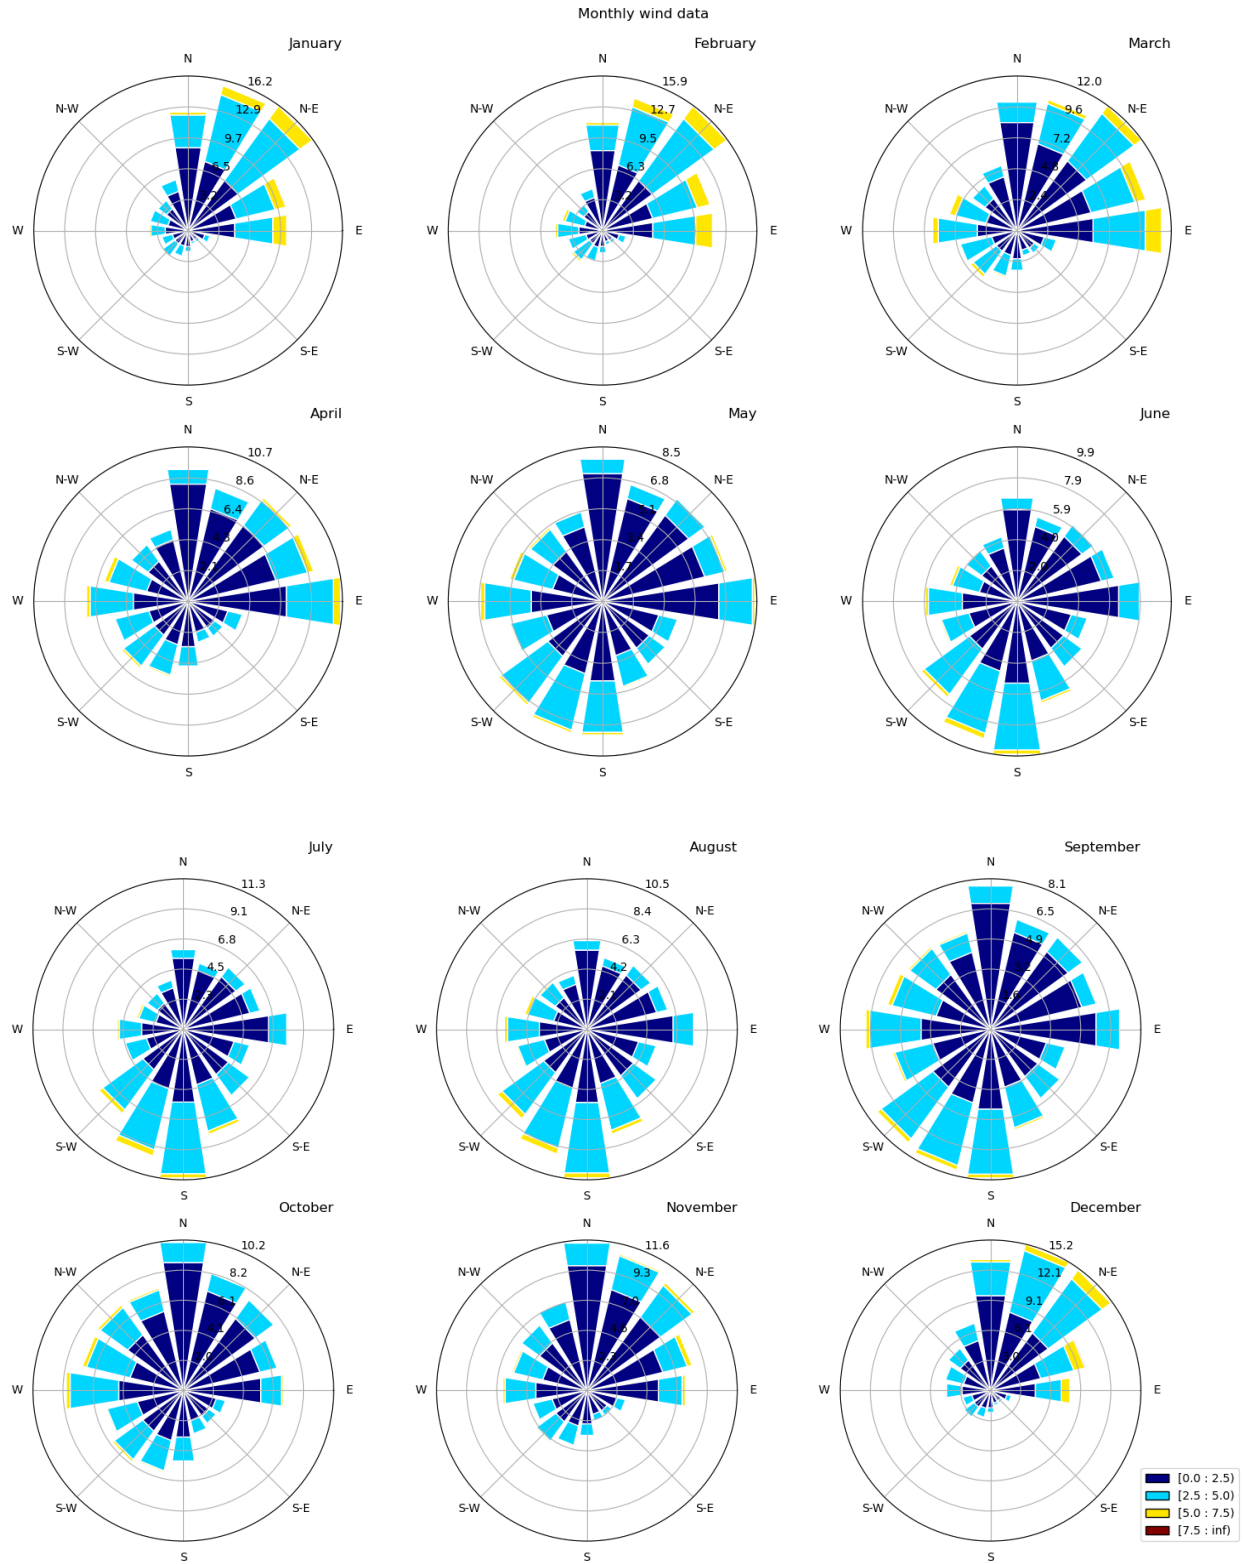 Monthly wind data
January
N
16.2
N-W
12.9
N-E
9.7
6.5
W
E
S-W
S-E
S
February
N
15.9
N-W
12.7
N-E
9.5
6.3
W
E
S-W
S-E
S
March
N
12.0
N-W
9.6
N-E
7.2
W
E
S-W
S-E
S
April
N
10.7
N-W
8.6
N-E
6.4
W
E
S-W
S-E
S
May
N
8.5
N-W
6.8
N-E
W
E
S-W
S-E
S
June
N
9.9
N-W
7.9
N-E
5.9
W
E
S-W
S-E
S
July
N
11.3
N-W
9.1
N-E
6.8
4.5
W
E
S-W
S-E
S
August
N
10.5
N-W
8.4
N-E
6.3
4.2
W
E
S-W
S-E
S
September
N
8.1
N-W
6.5
N-E
4.9
W
E
S-W
S-E
S
October
N
10.2
N-W
8.2
N-E
W
E
S-W
S-E
S
November
N
11.6
N-W
9.3
N-E
W
E
S-W
S-E
S
December
N
15.2
N-W
12.1
N-E
9.1
W
E
S-W
S-E
S
[0.0 : 2.5)
[2.5 : 5.0)
[5.0 : 7.5)
[7.5 : inf)